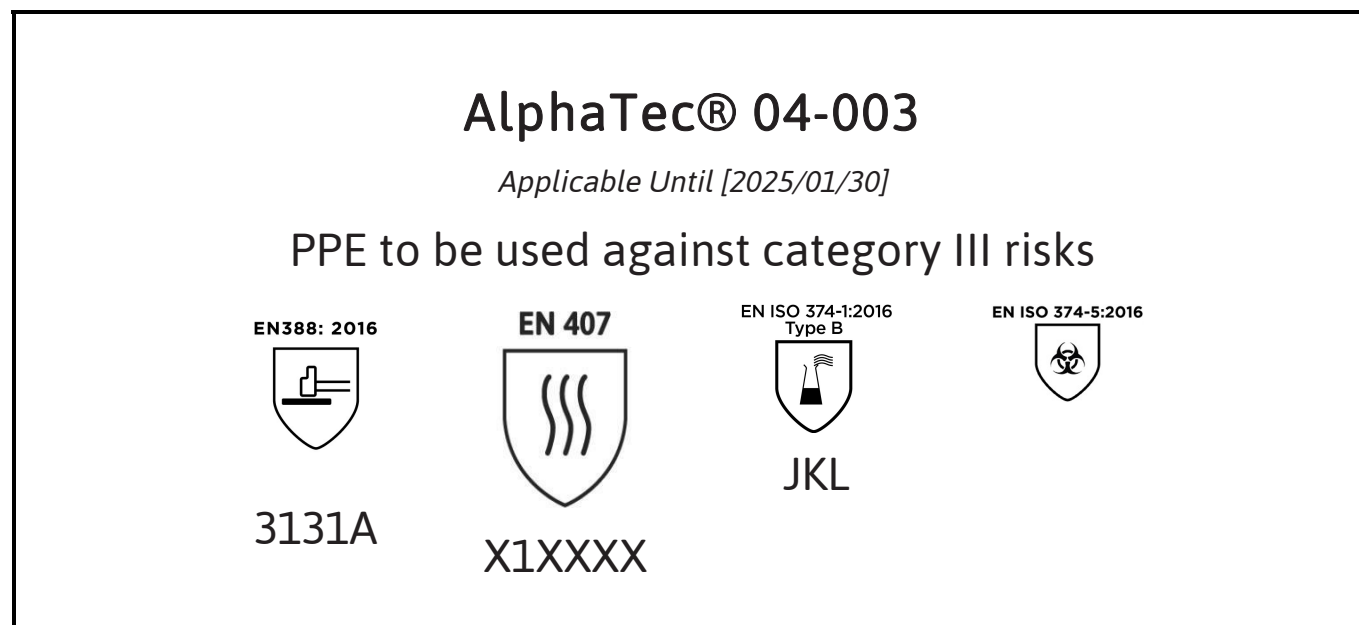 AlphaTec® 04-003
Applicable Until [2025/01/30]
PPE to be used against category III risks
EN388: 2016
3131A
EN 407
X1XXXX
EN ISO 374-1:2016
Type B
JKL
EN ISO 374-5:2016